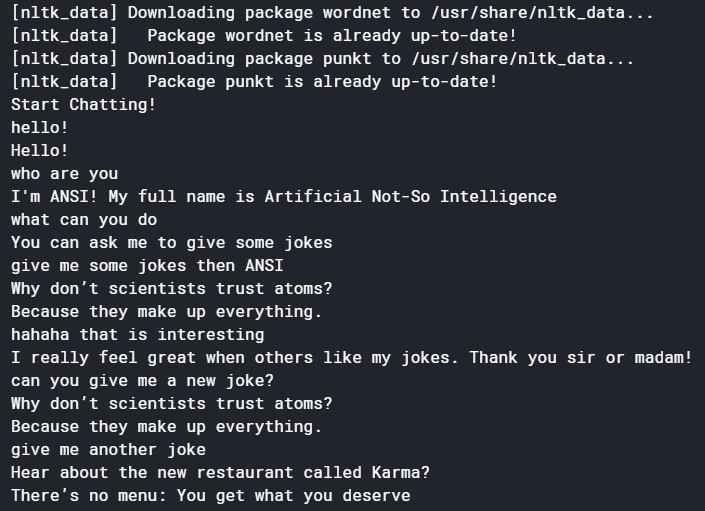 [nltk_data] Downloading package wordnet to /usr/share/nltk_data...
[nltk_data]   Package wordnet is already up-to-date!
[nltk_data] Downloading package punkt to /usr/share/nltk_data...
[nltk_data]   Package punkt is already up-to-date!
Start Chatting!
hello!
Hello!
who are you
I'm ANSI! My full name is Artificial Not-So Intelligence
what can you do
You can ask me to give some jokes
give me some jokes then ANSI
Why don’t scientists trust atoms?
Because they make up everything.
hahaha that is interesting
I really feel great when others like my jokes. Thank you sir or madam!
can you give me a new joke?
Why don’t scientists trust atoms?
Because they make up everything.
give me another joke
Hear about the new restaurant called Karma?
There’s no menu: You get what you deserve